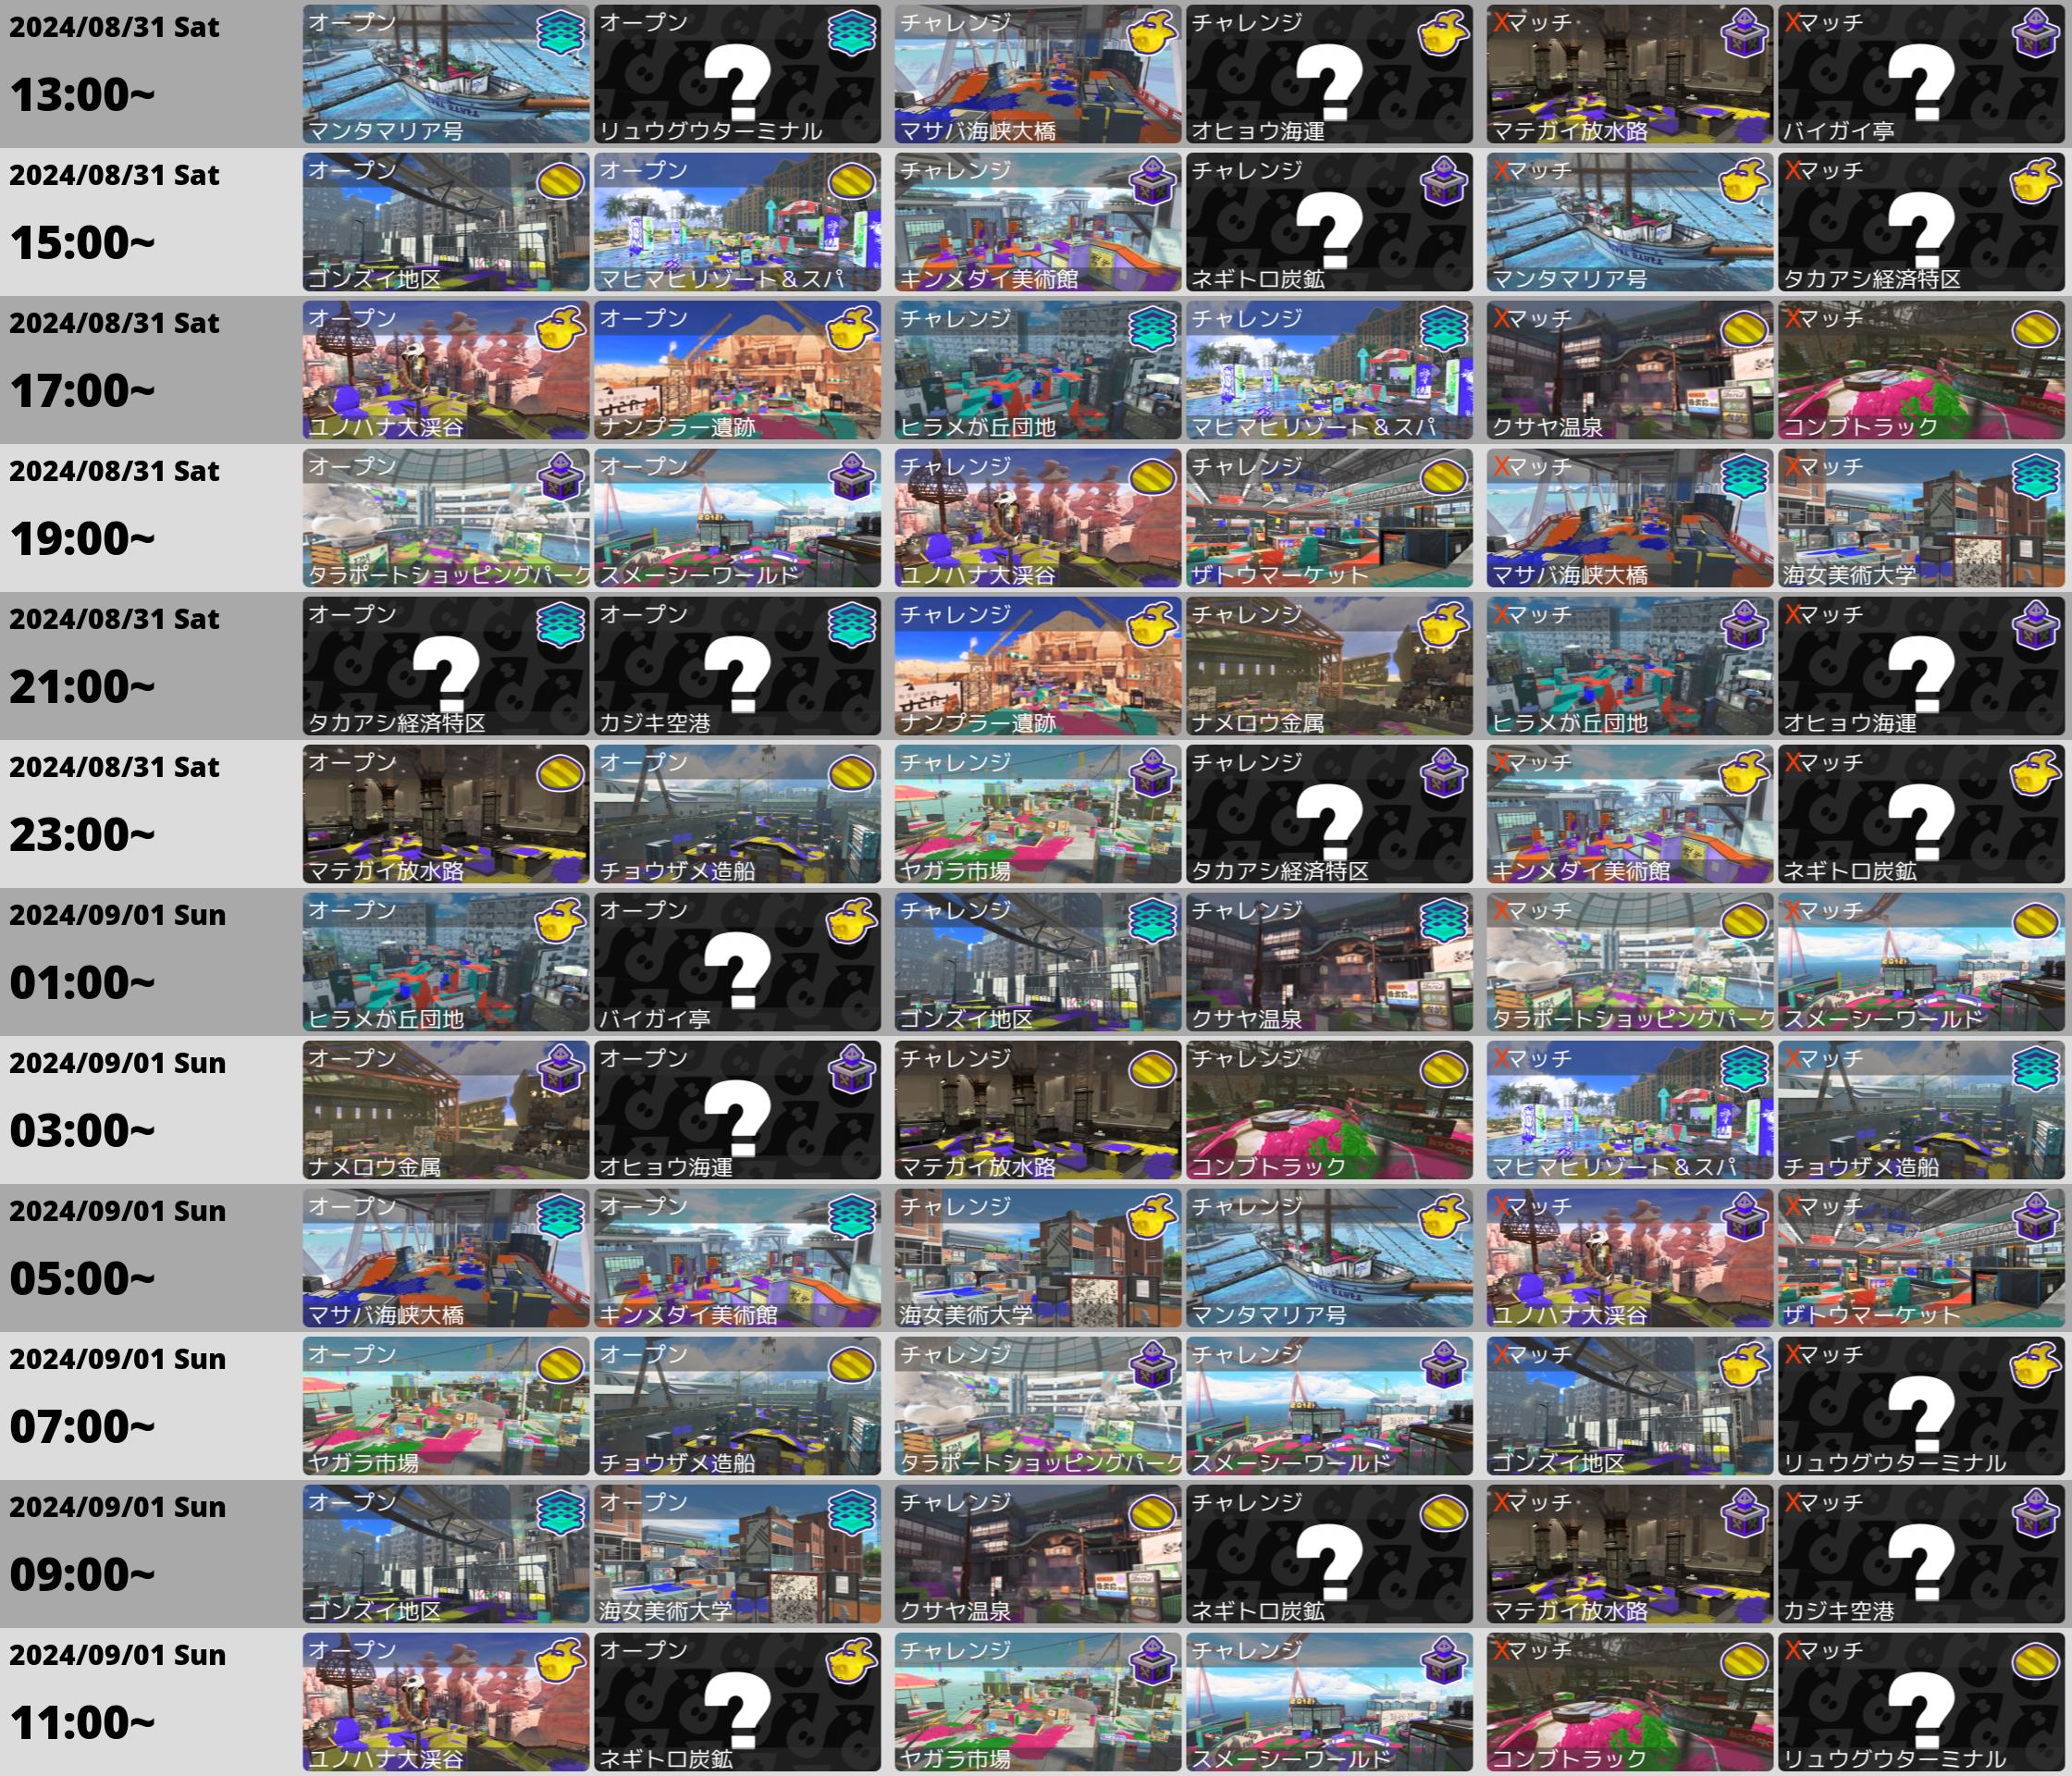 2024/08/31 Sat
13:00~
オープン
マンタマリア号
オープン
リュウグウターミナル
チャレンジ
マサバ海峡大橋
チャレンジ
オヒョウ海運
Xマッチ
マテガイ放水路
Xマッチ
バイガイ亭
2024/08/31 Sat
15:00~
オープン
ゴンズイ地区
オープン
マヒマヒリゾート&スパ
チャレンジ
キンメダイ美術館
チャレンジ
ネギトロ炭鉱
Xマッチ
マンタマリア号
Xマッチ
タカアシ経済特区
2024/08/31 Sat
17:00~
オープン
ユノハナ大渓谷
オープン
ナンプラー遺跡
チャレンジ
ヒラメが丘団地
チャレンジ
マヒマヒリゾート&スパ
Xマッチ
クサヤ温泉
Xマッチ
コンブトラック
2024/08/31 Sat
19:00~
オープン
タラポートショッピングパーク
オープン
スメーシーワールド
チャレンジ
ユノハナ大渓谷
チャレンジ
ザトウマーケット
Xマッチ
マサバ海峡大橋
Xマッチ
海女美術大学
2024/08/31 Sat
21:00~
オープン
タカアシ経済特区
オープン
カジキ空港
チャレンジ
ナンプラー遺跡
チャレンジ
ナメロウ金属
Xマッチ
ヒラメが丘団地
Xマッチ
オヒョウ海運
2024/08/31 Sat
23:00~
オープン
マテガイ放水路
オープン
チョウザメ造船
チャレンジ
ヤガラ市場
チャレンジ
タカアシ経済特区
Xマッチ
キンメダイ美術館
Xマッチ
ネギトロ炭鉱
2024/09/01 Sun
01:00~
オープン
ヒラメが丘団地
オープン
バイガイ亭
チャレンジ
ゴンズイ地区
チャレンジ
クサヤ温泉
Xマッチ
タラポートショッピングパーク
Xマッチ
スメーシーワールド
2024/09/01 Sun
03:00~
オープン
ナメロウ金属
オープン
オヒョウ海運
チャレンジ
マテガイ放水路
チャレンジ
コンブトラック
Xマッチ
マヒマヒリゾート&スパ
Xマッチ
チョウザメ造船
2024/09/01 Sun
05:00~
オープン
マサバ海峡大橋
オープン
キンメダイ美術館
チャレンジ
海女美術大学
チャレンジ
マンタマリア号
Xマッチ
ユノハナ大渓谷
Xマッチ
ザトウマーケット
2024/09/01 Sun
07:00~
オープン
ヤガラ市場
オープン
チョウザメ造船
チャレンジ
タラポートショッピングパーク
チャレンジ
スメーシーワールド
Xマッチ
ゴンズイ地区
Xマッチ
リュウグウターミナル
2024/09/01 Sun
09:00~
オープン
ゴンズイ地区
オープン
海女美術大学
チャレンジ
クサヤ温泉
チャレンジ
ネギトロ炭鉱
Xマッチ
マテガイ放水路
Xマッチ
カジキ空港
2024/09/01 Sun
11:00~
オープン
ユノハナ大渓谷
オープン
ネギトロ炭鉱
チャレンジ
ヤガラ市場
チャレンジ
スメーシーワールド
Xマッチ
コンブトラック
Xマッチ
リュウグウターミナル